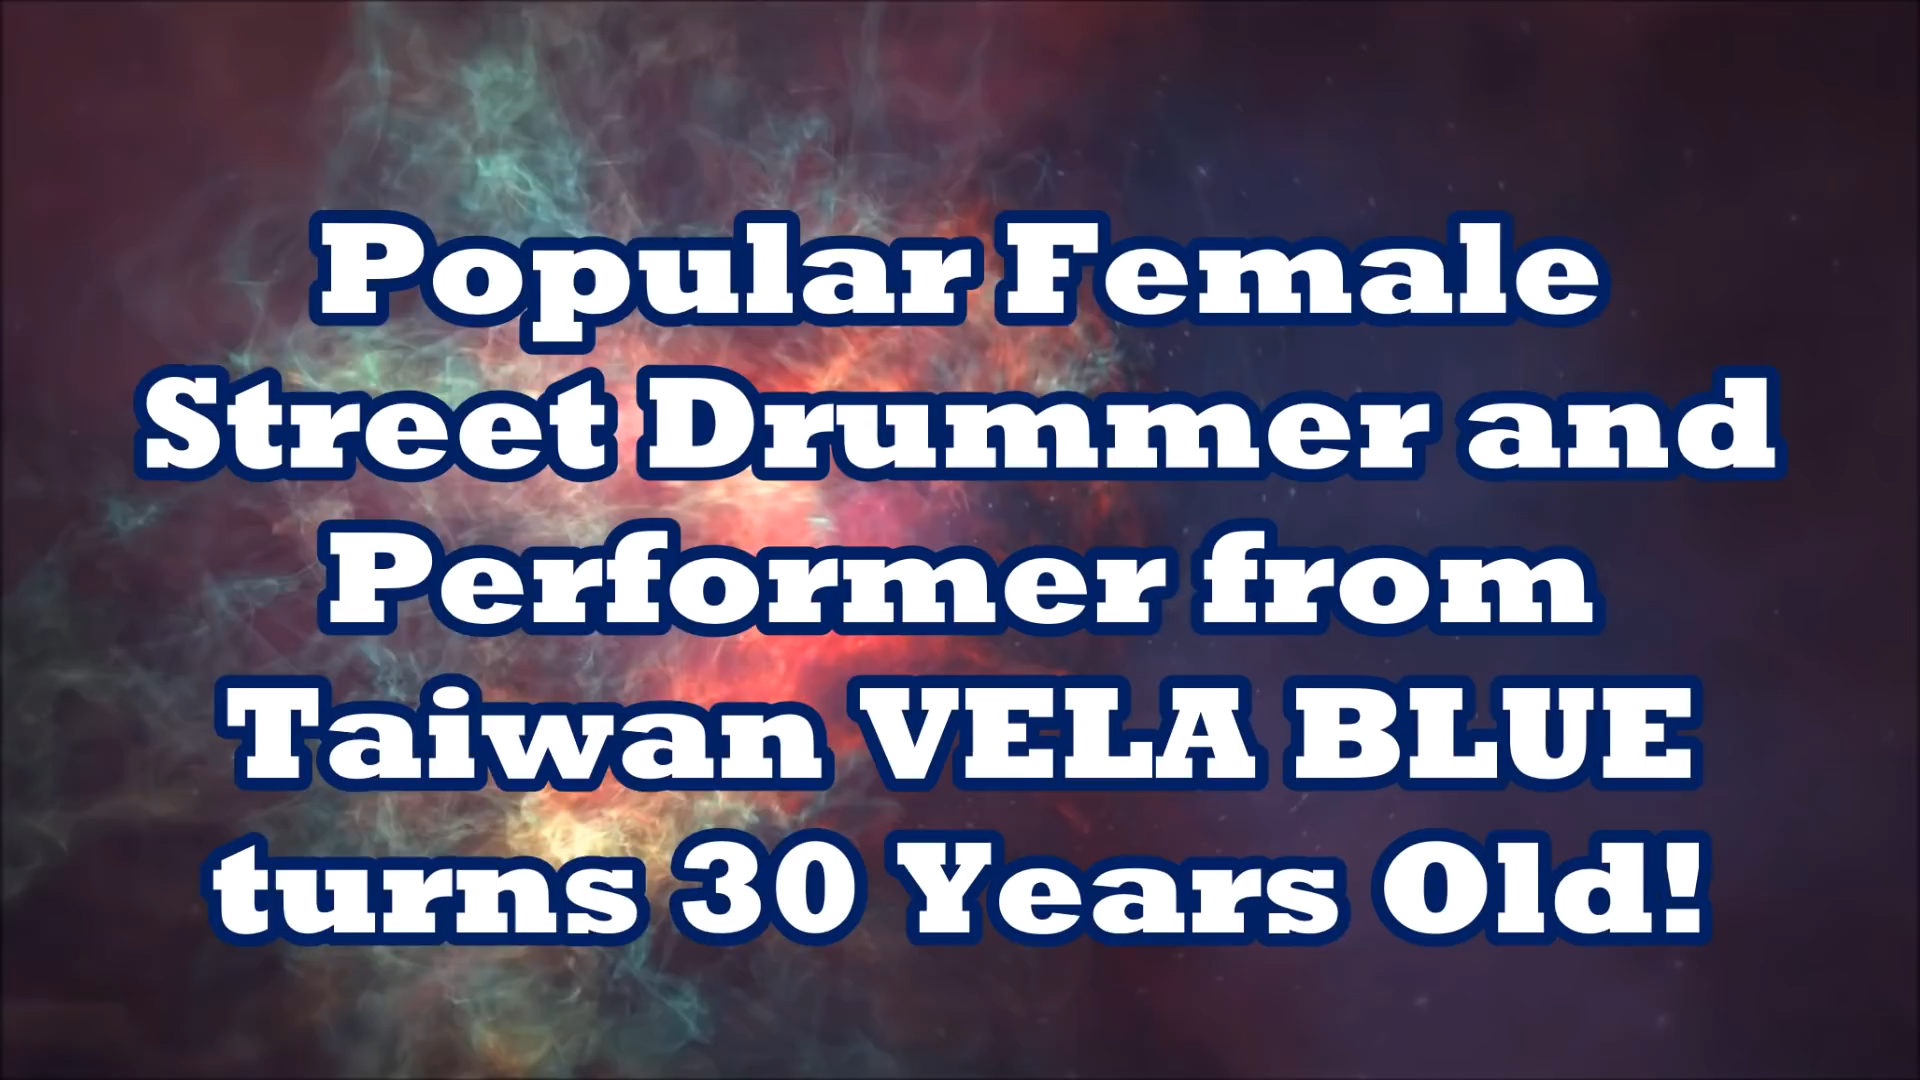 Popular Female
Street Drummer and
Performer from
Taiwan VELA BLUE
turns 30 Years Old!